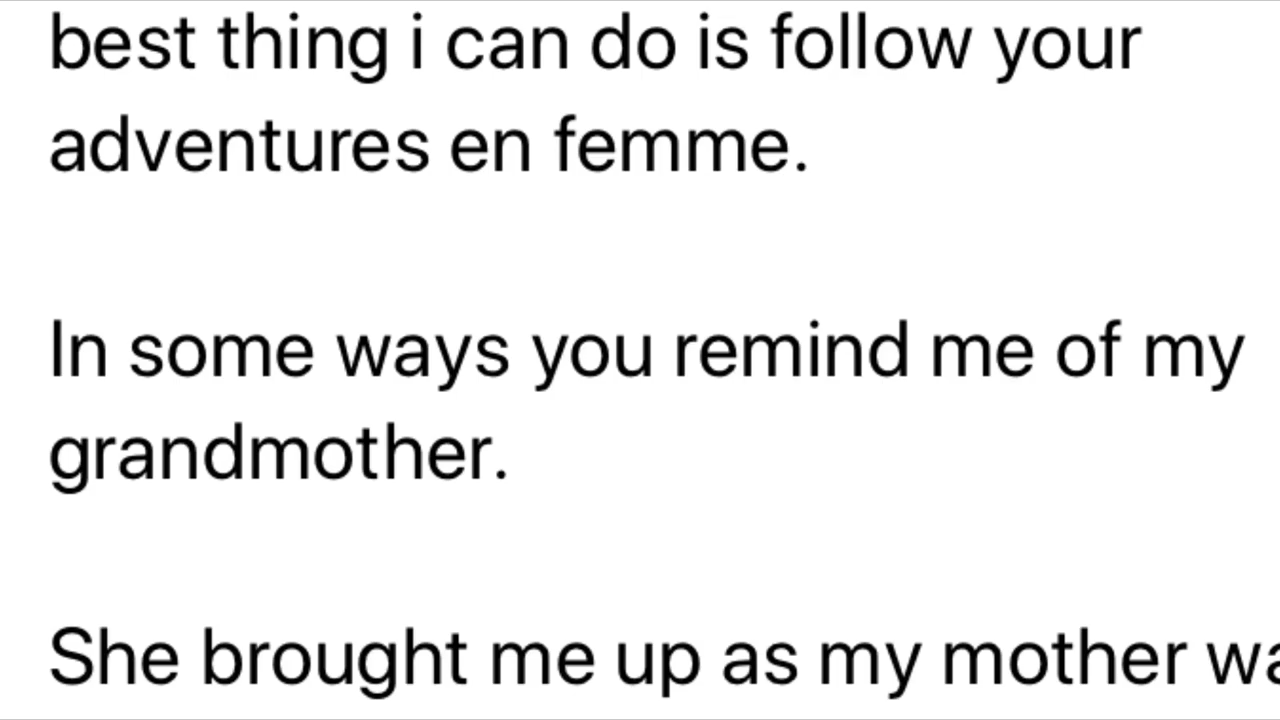 best thing i can do is follow your
adventures en femme.
In some ways you remind me of my
grandmother.
She brought me up as my mother